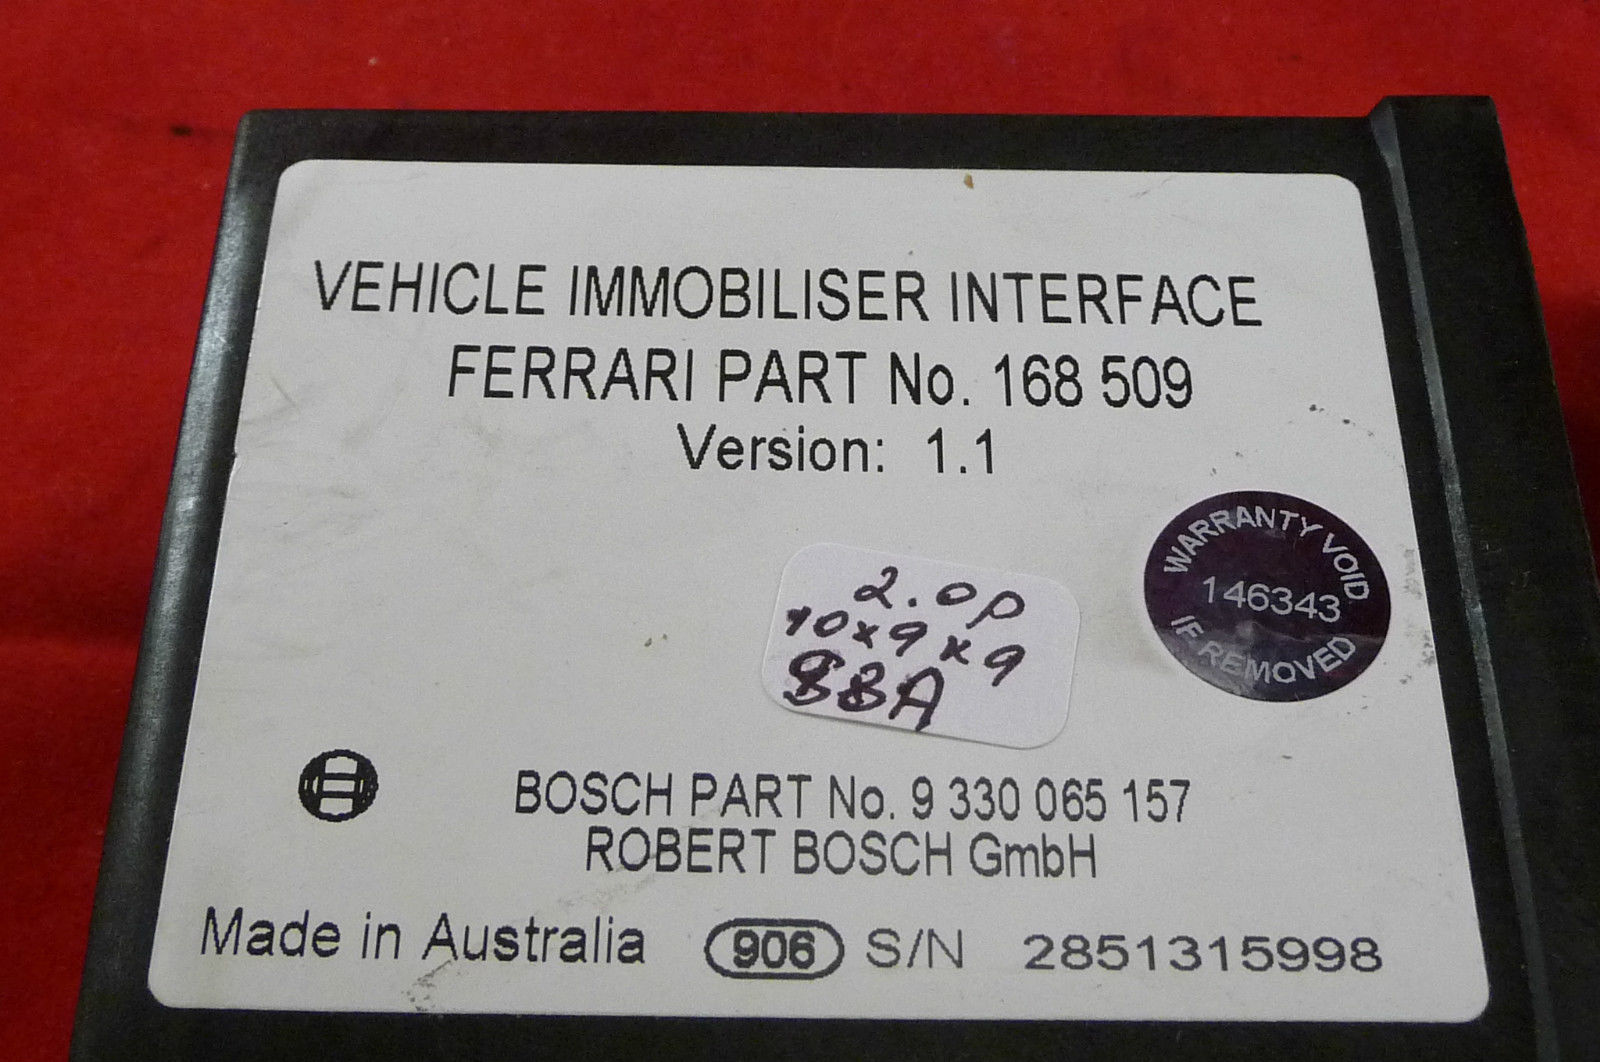 VEHICLE IMMOBILISER INTERFACE
FERRARI PART No. 168 509
Version: 1.1
WARRANTY VOID
146343
IF REMOVED
2.0p
10x9x9
88A
BOSCH PART No. 9 330 065 157
ROBERT BOSCH GmbH
Made in Australia 906 S/N 2851315998